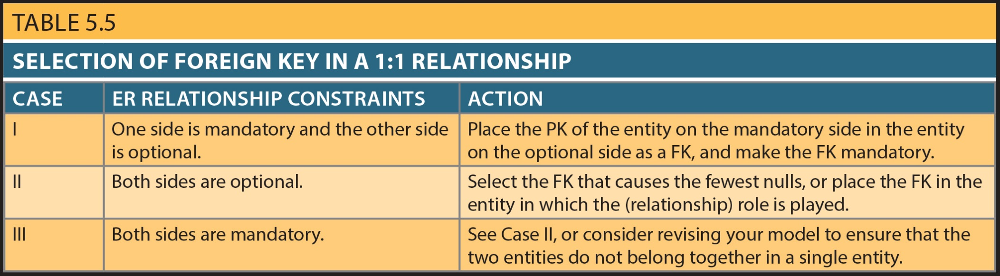 TABLE 5.5
SELECTION OF FOREIGN KEY IN A 1:1 RELATIONSHIP
CASE ER RELATIONSHIP CONSTRAINTS ACTION
I One side is mandatory and the other side Place the PK of the entity on the mandatory side in the entity
is optional. on the optional side as a FK, and make the FK mandatory.
II Both sides are optional. Select the FK that causes the fewest nulls, or place the FK in the
entity in which the (relationship) role is played.
III Both sides are mandatory. See Case II, or consider revising your model to ensure that the
two entities do not belong together in a single entity.